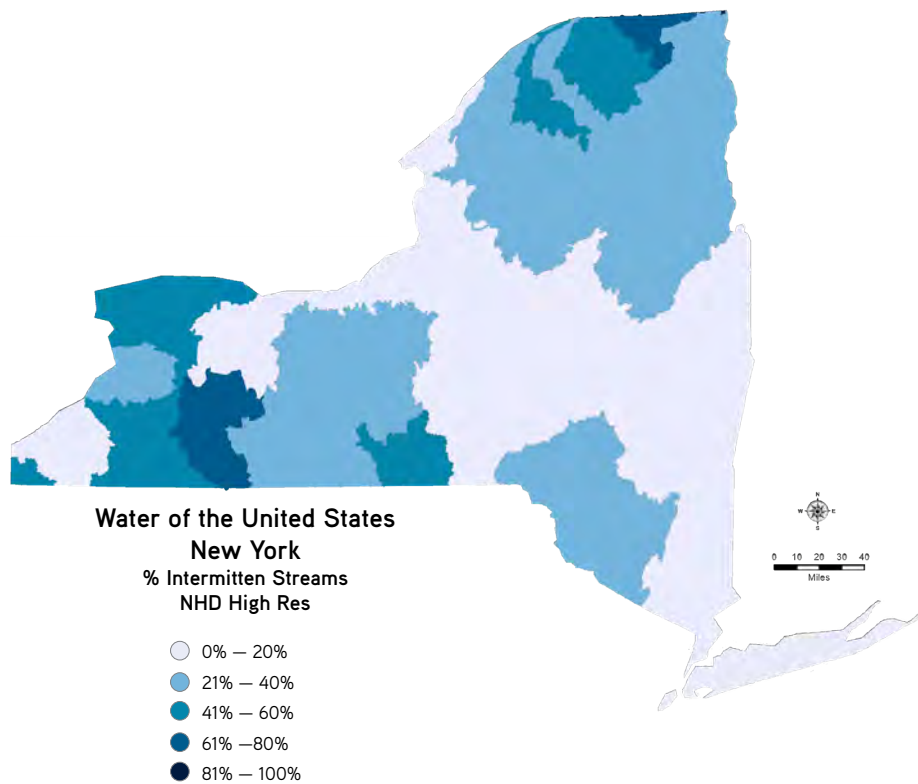 N
W E
S
0 10 20 30 40
Miles
Water of the United States
New York
% Intermitten Streams
NHD High Res
0% — 20%
21% — 40%
41% — 60%
61% —80%
81% — 100%